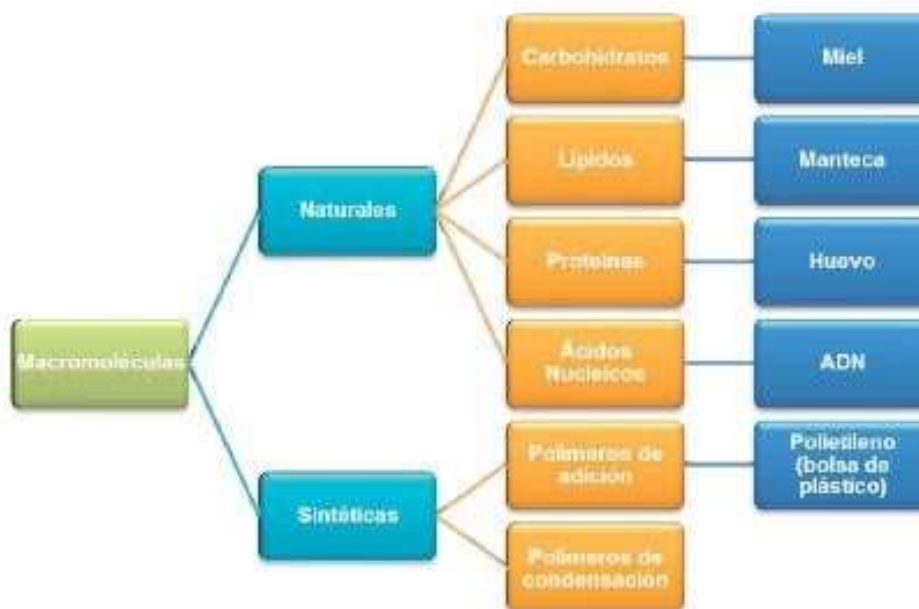 Macromoléculas
Naturales
Sintéticas
Carbohidratos
Lípidos
Proteínas
Ácidos
Nucleicos
Polímeros de
adición
Polímeros de
condensación
Miel
Manteca
Huevo
ADN
Polietileno
(bolsa de
plástico)